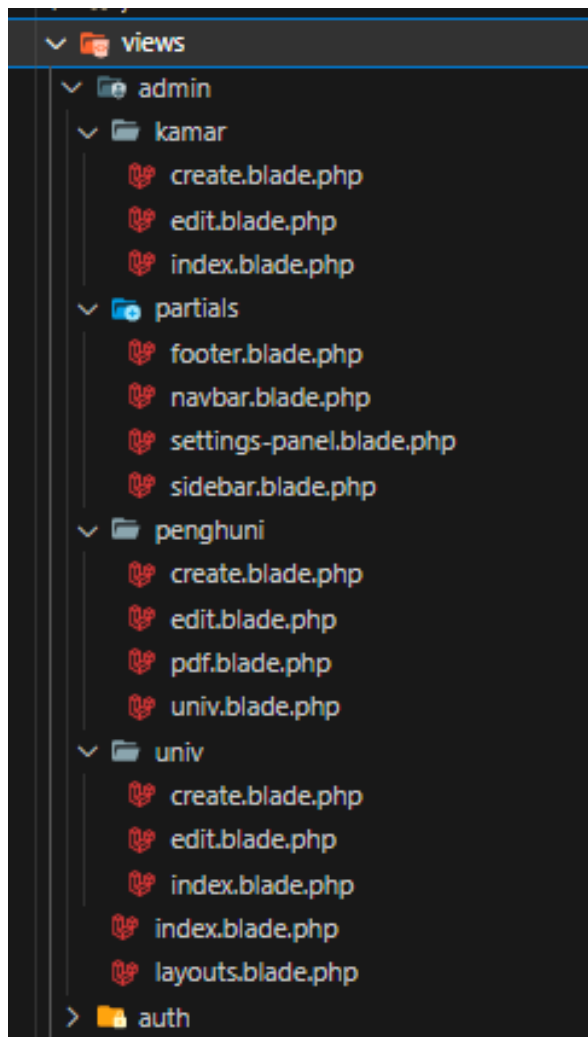 views
admin
kamar
create.blade.php
edit.blade.php
index.blade.php
partials
footer.blade.php
navbar.blade.php
settings-panel.blade.php
sidebar.blade.php
penghuni
create.blade.php
edit.blade.php
pdf.blade.php
univ.blade.php
univ
create.blade.php
edit.blade.php
index.blade.php
index.blade.php
layouts.blade.php
auth